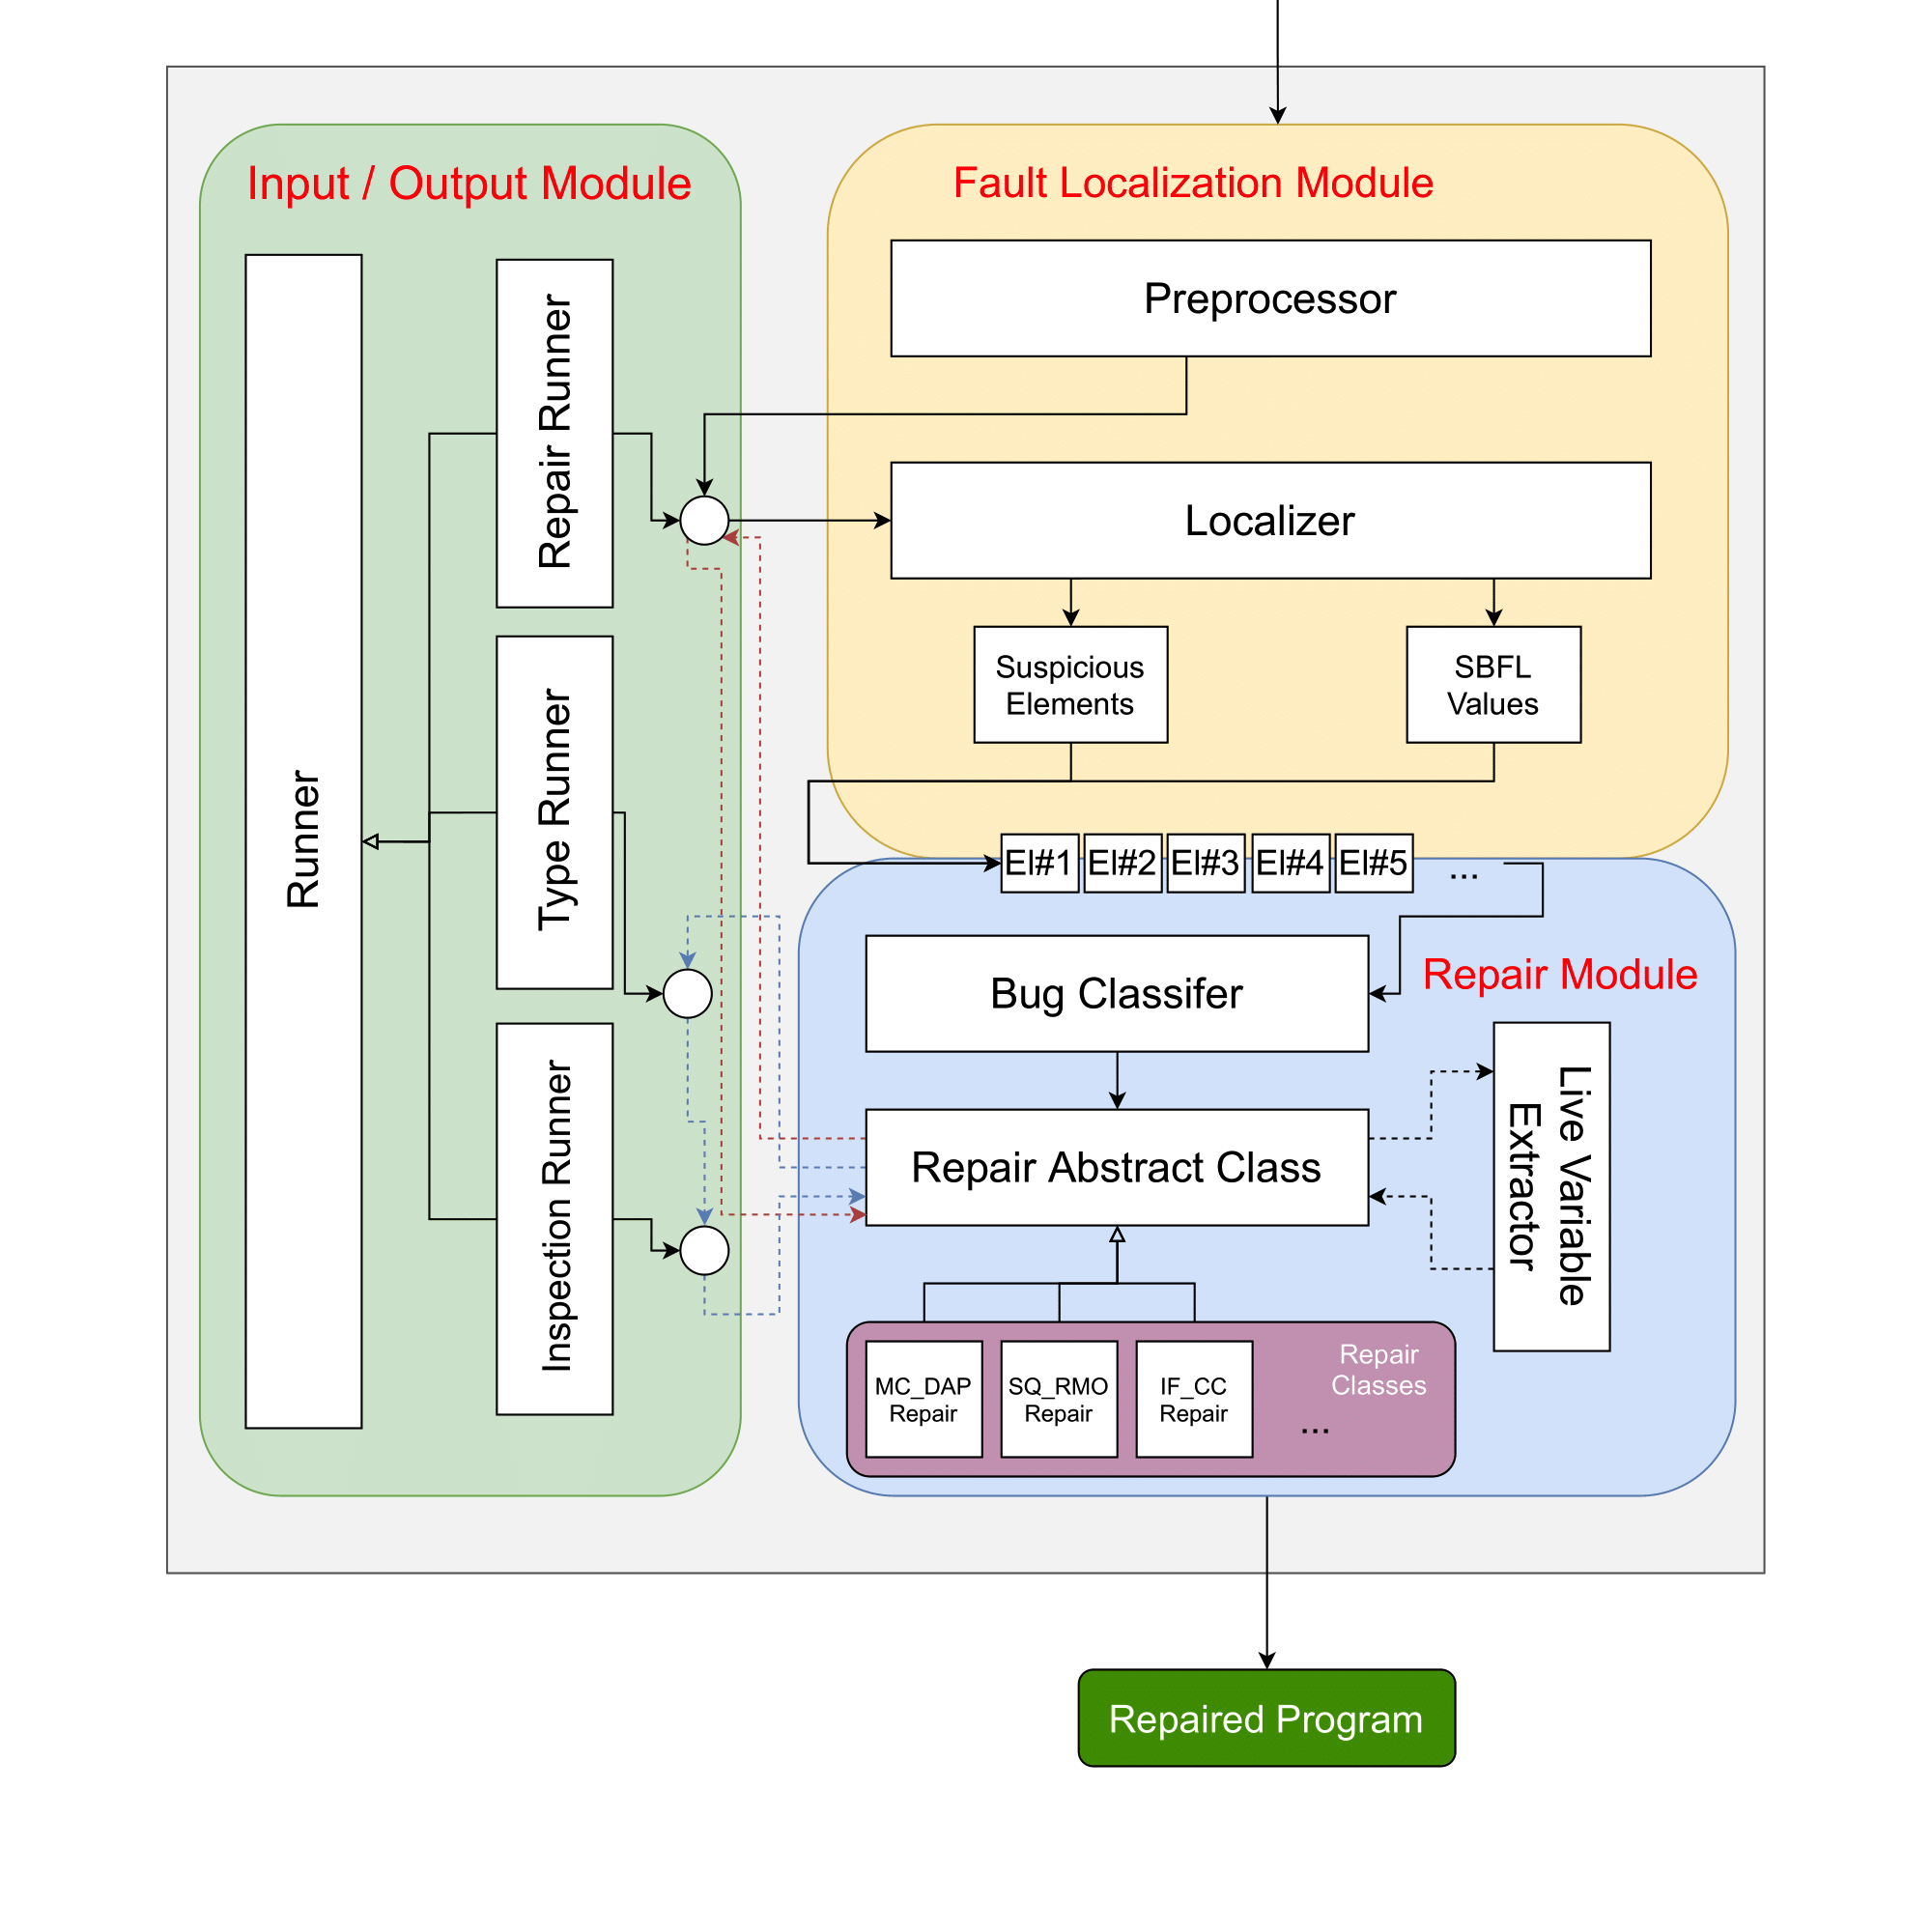 Input / Output Module
Runner
Repair Runner
Type Runner
Inspection Runner
Fault Localization Module
Preprocessor
Localizer
Suspicious
Elements
SBFL
Values
El#1
El#2
El#3
El#4
El#5
...
Repair Module
Bug Classifer
Repair Abstract Class
Live Variable
Extractor
Repair
Classes
MC_DAP
Repair
SQ_RMO
Repair
IF_CC
Repair
...
Repaired Program